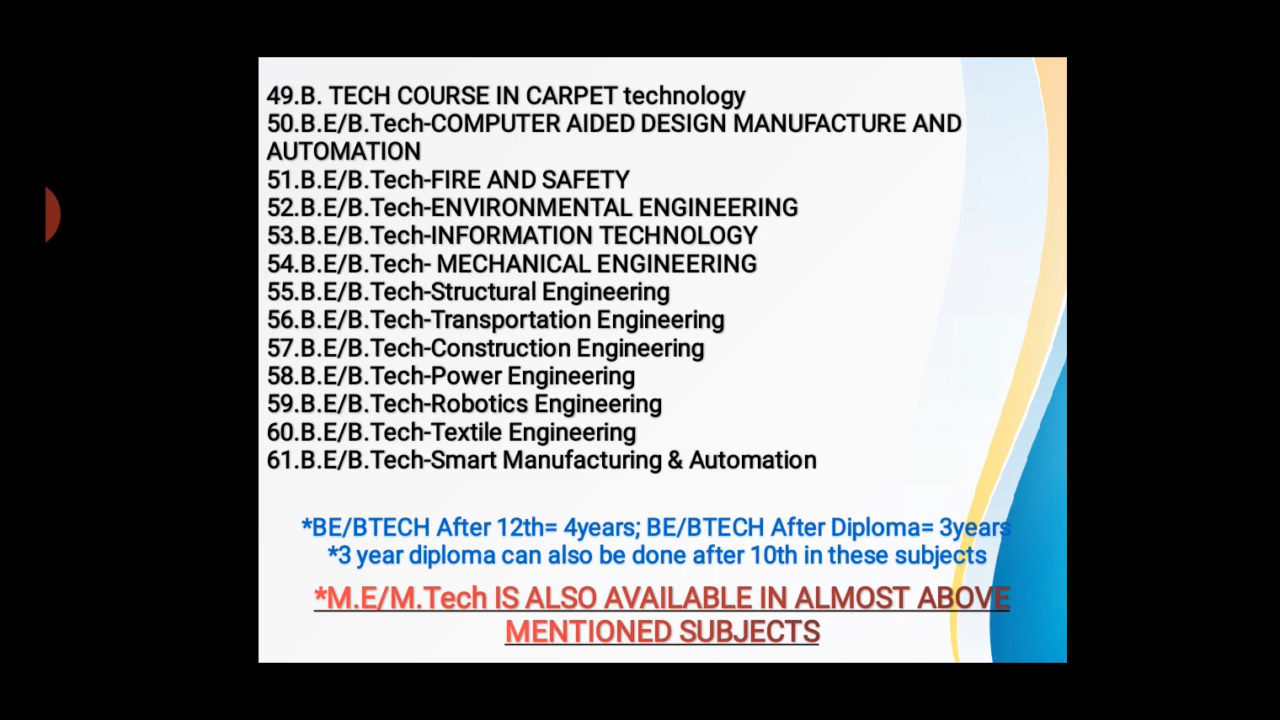 49.B. TECH COURSE IN CARPET technology
50.B.E/B.Tech-COMPUTER AIDED DESIGN MANUFACTURE AND
AUTOMATION
51.B.E/B.Tech-FIRE AND SAFETY
52.B.E/B.Tech-ENVIRONMENTAL ENGINEERING
53.B.E/B.Tech-INFORMATION TECHNOLOGY
54.B.E/B.Tech- MECHANICAL ENGINEERING
55.B.E/B.Tech-Structural Engineering
56.B.E/B.Tech-Transportation Engineering
57.B.E/B.Tech-Construction Engineering
58.B.E/B.Tech-Power Engineering
59.B.E/B.Tech-Robotics Engineering
60.B.E/B.Tech-Textile Engineering
61.B.E/B.Tech-Smart Manufacturing & Automation
*BE/BTECH After 12th= 4years; BE/BTECH After Diploma= 3years
*3 year diploma can also be done after 10th in these subjects
*M.E/M.Tech IS ALSO AVAILABLE IN ALMOST ABOVE
MENTIONED SUBJECTS